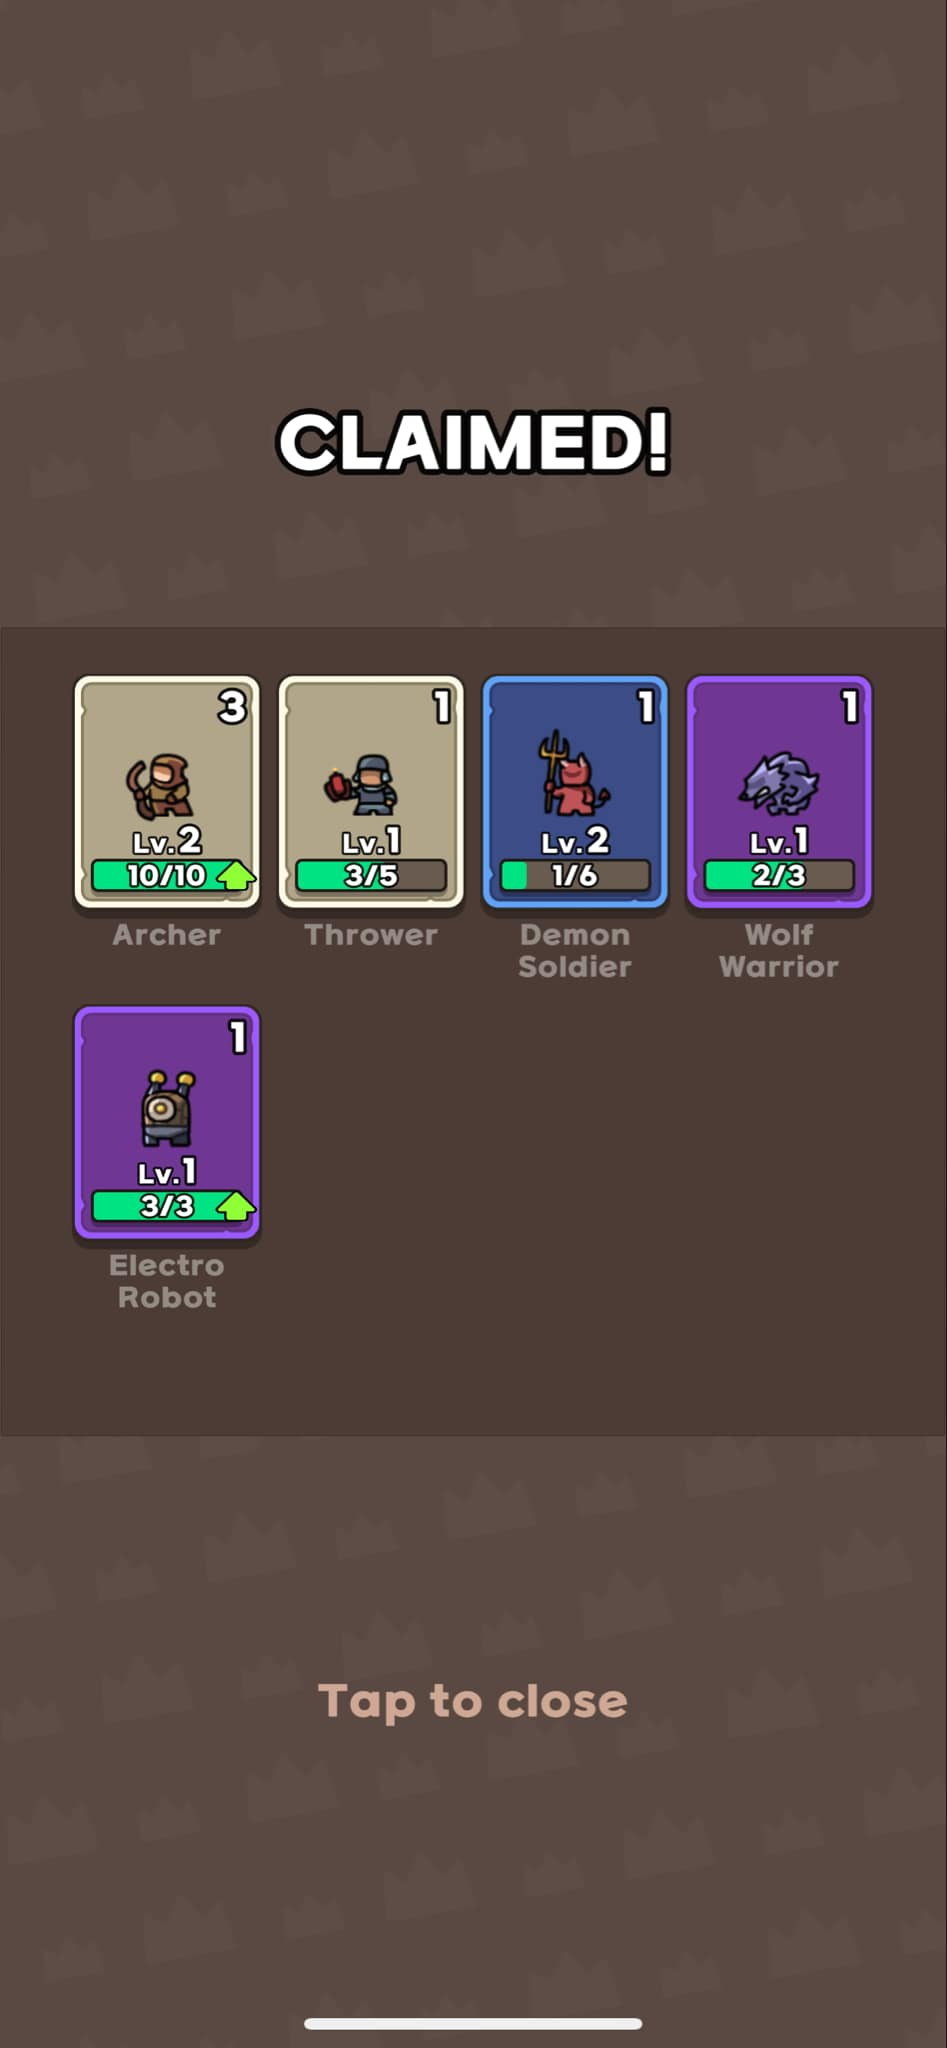 CLAIMED!
3
Lv.2
10/10
Archer
1
Lv.1
3/5
Thrower
1
Lv.2
1/6
Demon
Soldier
1
Lv.1
2/3
Wolf
Warrior
1
Lv.1
3/3
Electro
Robot
Tap to close